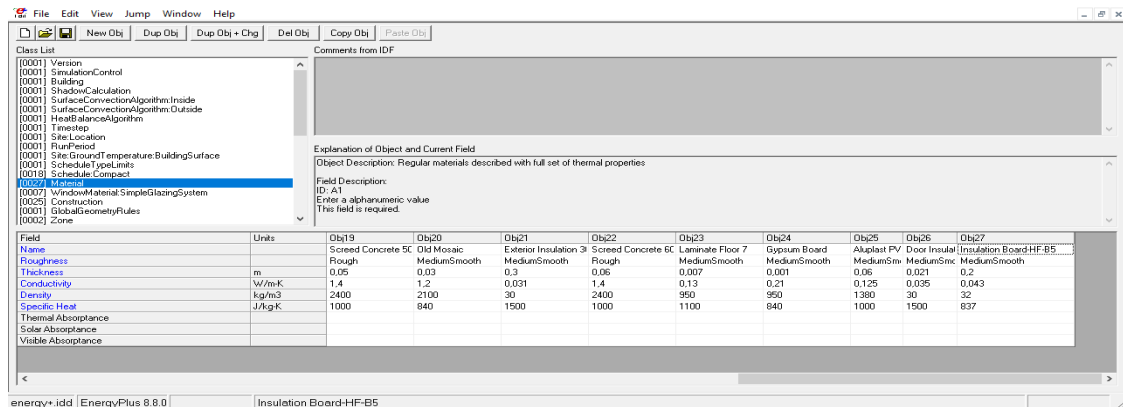 File Edit View Jump Window Help
New Obj Dup Obj Dup Obj + Chg Del Obj Copy Obj Paste Obj
Class List Comments from IDF
[0001] Version
[0001] SimulationControl
[0001] Building
[0001] ShadowCalculation
[0001] SurfaceConvectionAlgorithm:Inside
[0001] SurfaceConvectionAlgorithm:Outside
[0001] HeatBalanceAlgorithm
[0001] Timestep
[0001] Site:Location
[0001] RunPeriod
[0001] Site:GroundTemperature:BuildingSurface
[0001] ScheduleTypeLimits
[0018] Schedule:Compact
[0027] Material
[0007] WindowMaterial:SimpleGlazingSystem
[0025] Construction
[0001] GlobalGeometryRules
[0002] Zone
Explanation of Object and Current Field
Object Description: Regular materials described with full set of thermal properties
Field Description:
ID: A1
Enter a alphanumeric value
This field is required.
Field Units Obj19 Obj20 Obj21 Obj22 Obj23 Obj24 Obj25 Obj26 Obj27
Name Screed Concrete 50 Old Mosaic Exterior Insulation 3 Screed Concrete 60 Laminate Floor 7 Gypsum Board Aluplast PV Door Insulat Insulation Board-HF-B5
Roughness Rough MediumSmooth MediumSmooth Rough MediumSmooth MediumSmooth MediumSm MediumSmo MediumSmooth
Thickness m 0,05 0,03 0,3 0,06 0,007 0,001 0,06 0,021 0,2
Conductivity W/m-K 1,4 1,2 0,031 1,4 0,13 0,21 0,125 0,035 0,043
Density kg/m3 2400 2100 30 2400 950 950 1380 30 32
Specific Heat J/kg-K 1000 840 1500 1000 1100 840 1000 1500 837
Thermal Absorptance
Solar Absorptance
Visible Absorptance
energy+.idd EnergyPlus 8.8.0 Insulation Board-HF-B5